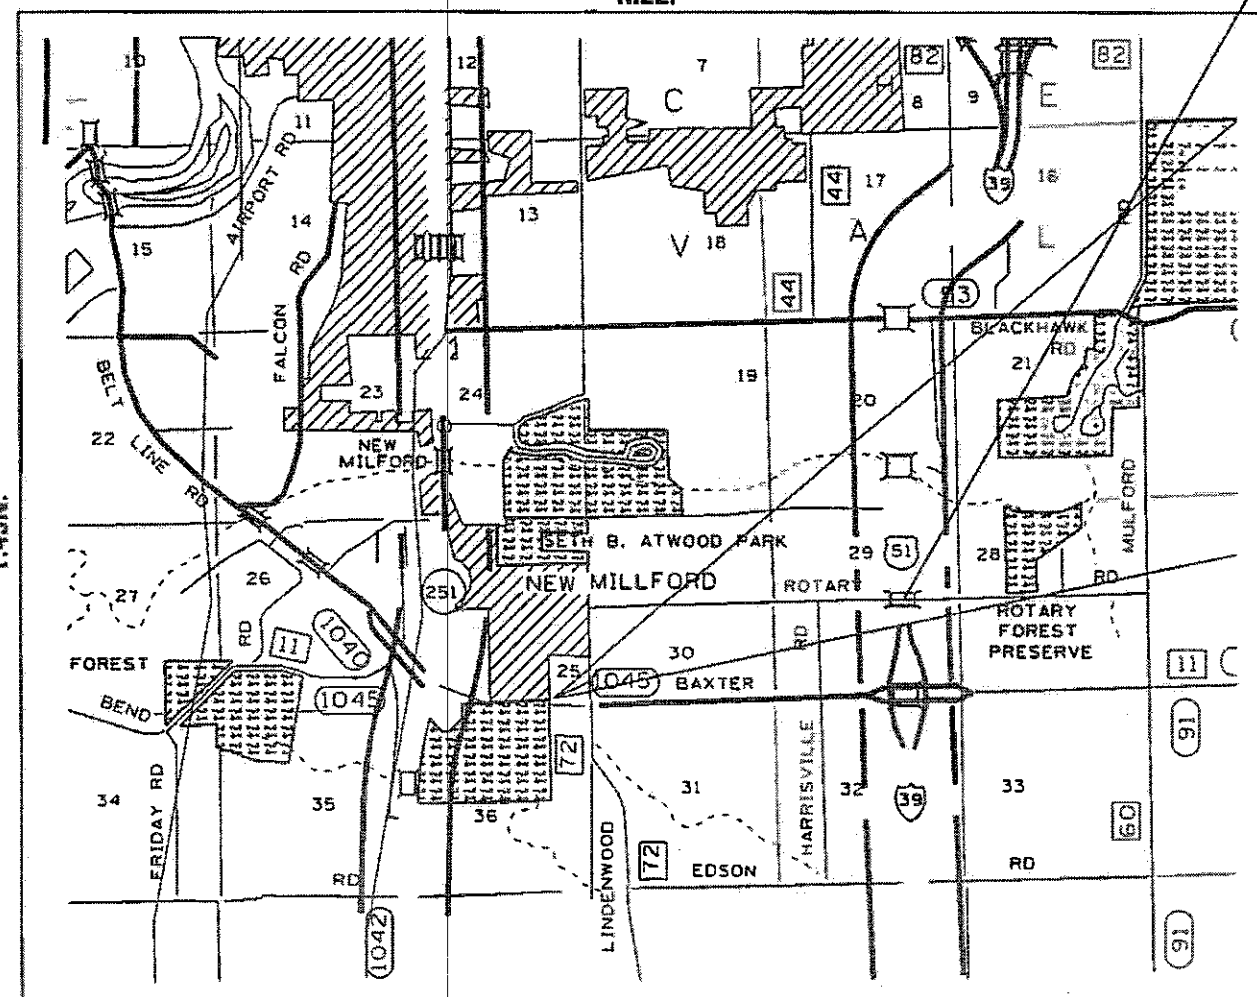 82
82
10
12
7
C
8
9
E
11
AIRPORT RD
44
17
39
16
14
13
15
V
18
A
L
RD
FALCON
44
93
BLACKHAWK
RD
21
BELT
LINE
RD
23
24
19
20
22
NEW
MILFORD
MULFORD
SETH B. ATWOOD PARK
29
51
28
NEW MILLFORD
ROTARY
RD
27
26
251
RD
ROTARY
FOREST
PRESERVE
RD
11
1040
30
FOREST
25
1045
BAXTER
11
C
BEND
1045
91
72
HARRISVILLE
34
35
36
31
32
39
33
FRIDAY RD
60
LINDENWOOD
72
EDSON
RD
RD
1042
91